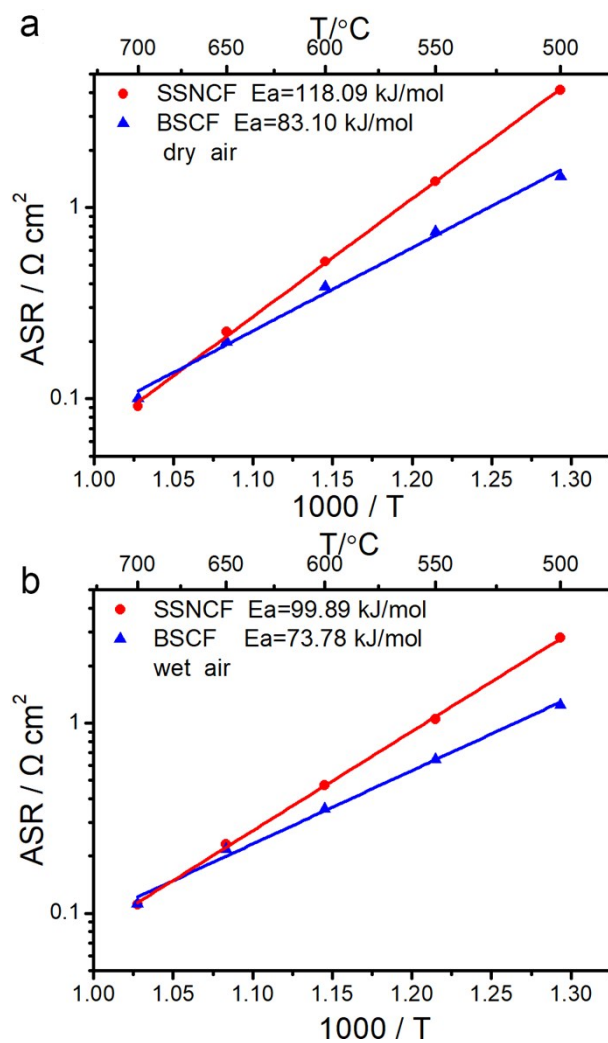 a
T/°C
700 650 600 550 500
SSNCF Ea=118.09 kJ/mol
BSCF Ea=83.10 kJ/mol
dry air
ASR / Ω cm²
1
0.1
1.00 1.05 1.10 1.15 1.20 1.25 1.30
1000 / T
b
T/°C
700 650 600 550 500
SSNCF Ea=99.89 kJ/mol
BSCF Ea=73.78 kJ/mol
wet air
ASR / Ω cm²
1
0.1
1.00 1.05 1.10 1.15 1.20 1.25 1.30
1000 / T